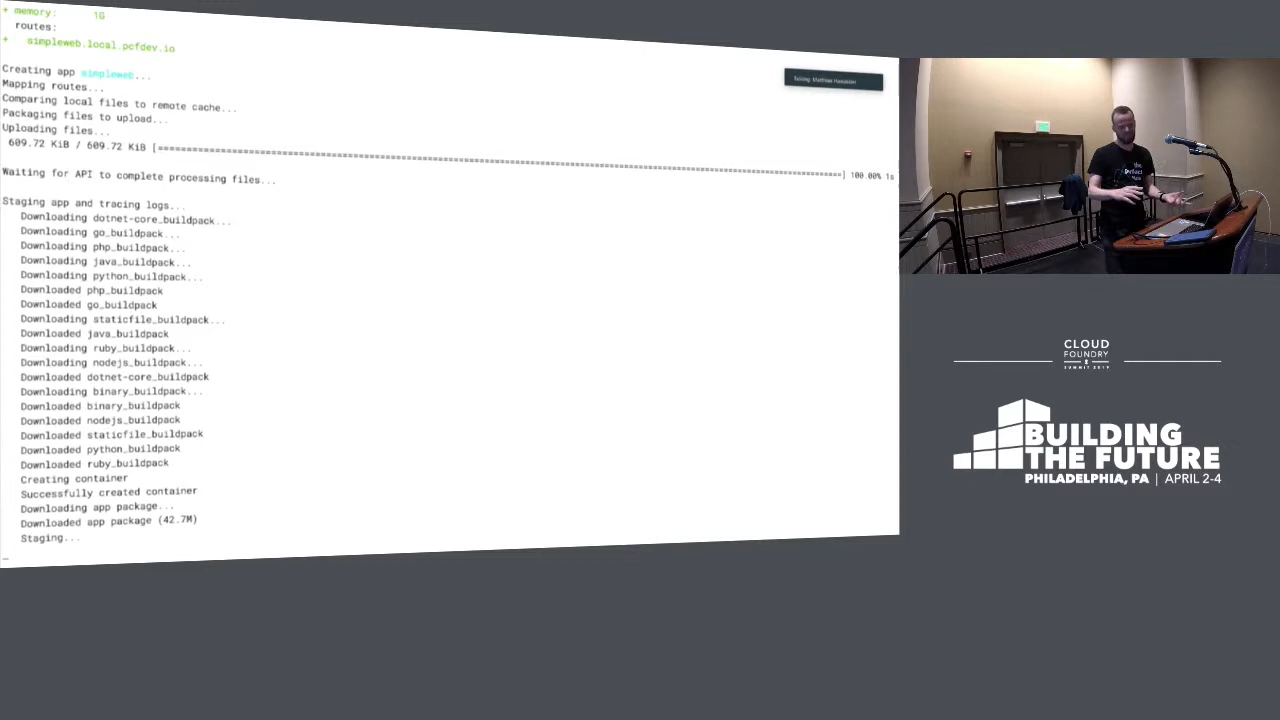 + memory: 1G
routes:
+ simpleweb.local.pcfdev.io
Creating app simpleweb...
Mapping routes...
Comparing local files to remote cache...
Packaging files to upload...
Uploading files...
609.72 KiB / 609.72 KiB [============================================================] 100.00% 1s
Waiting for API to complete processing files...
Staging app and tracing logs...
Downloading dotnet-core_buildpack...
Downloading go_buildpack...
Downloading php_buildpack...
Downloading java_buildpack...
Downloading python_buildpack...
Downloaded php_buildpack
Downloaded go_buildpack
Downloading staticfile_buildpack...
Downloaded java_buildpack
Downloading ruby_buildpack...
Downloading nodejs_buildpack...
Downloaded dotnet-core_buildpack
Downloading binary_buildpack...
Downloaded binary_buildpack
Downloaded nodejs_buildpack
Downloaded staticfile_buildpack
Downloaded python_buildpack
Downloaded ruby_buildpack
Creating container
Successfully created container
Downloading app package...
Downloaded app package (42.7M)
Staging...
CLOUD
FOUNDRY
SUMMIT 2019
BUILDING
THE FUTURE
PHILADELPHIA, PA | APRIL 2-4